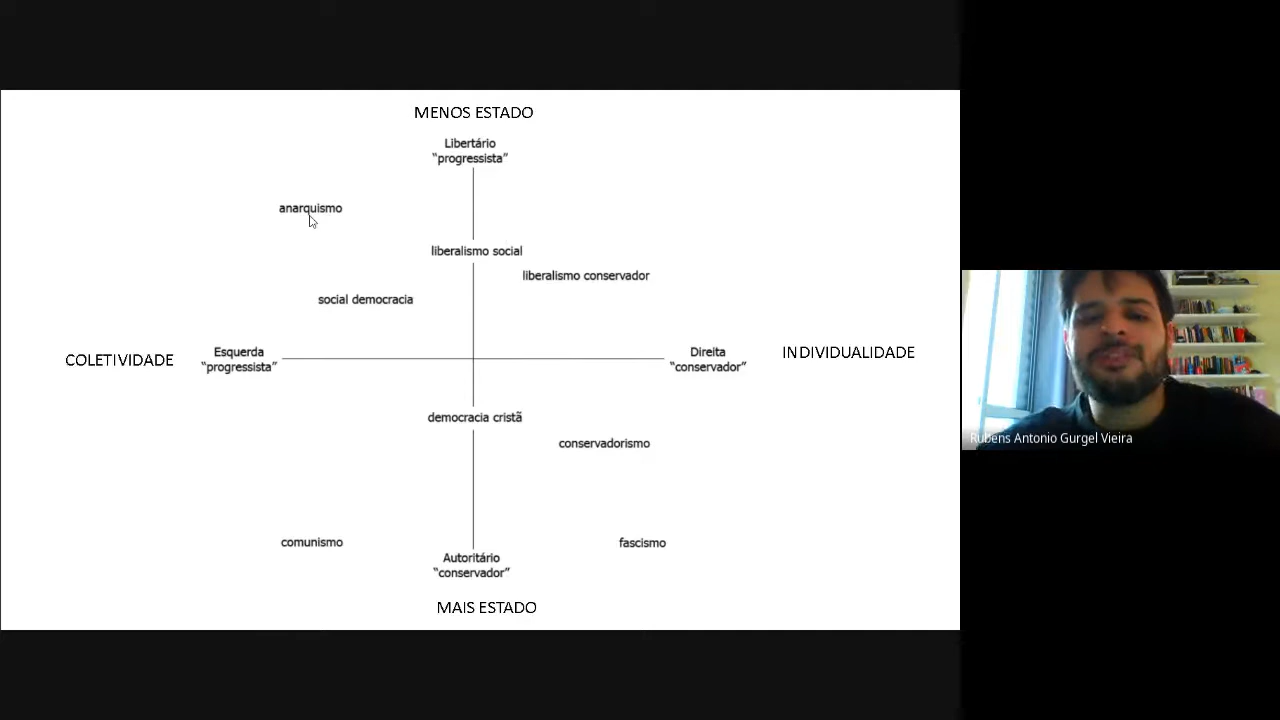 MENOS ESTADO
Libertário
“progressista”
anarquismo
liberalismo social
liberalismo conservador
social democracia
COLETIVIDADE
Esquerda
“progressista”
Direita
“conservador”
INDIVIDUALIDADE
democracia cristã
conservadorismo
comunismo
fascismo
Autoritário
“conservador”
MAIS ESTADO
Rubens Antonio Gurgel Vieira